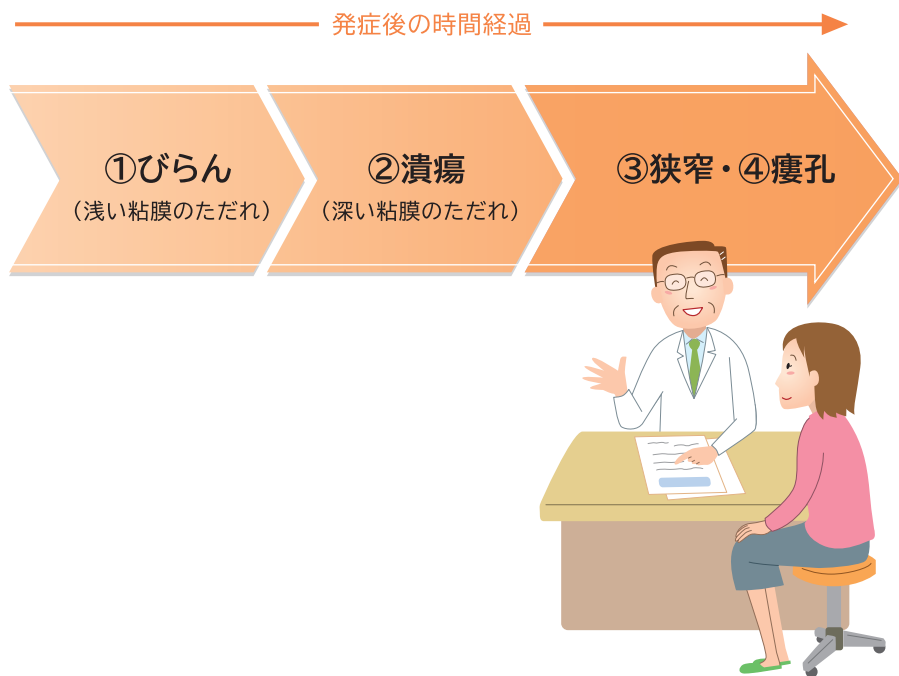 発症後の時間経過
①びらん
(浅い粘膜のただれ)
②潰瘍
(深い粘膜のただれ)
③狭窄・④瘻孔